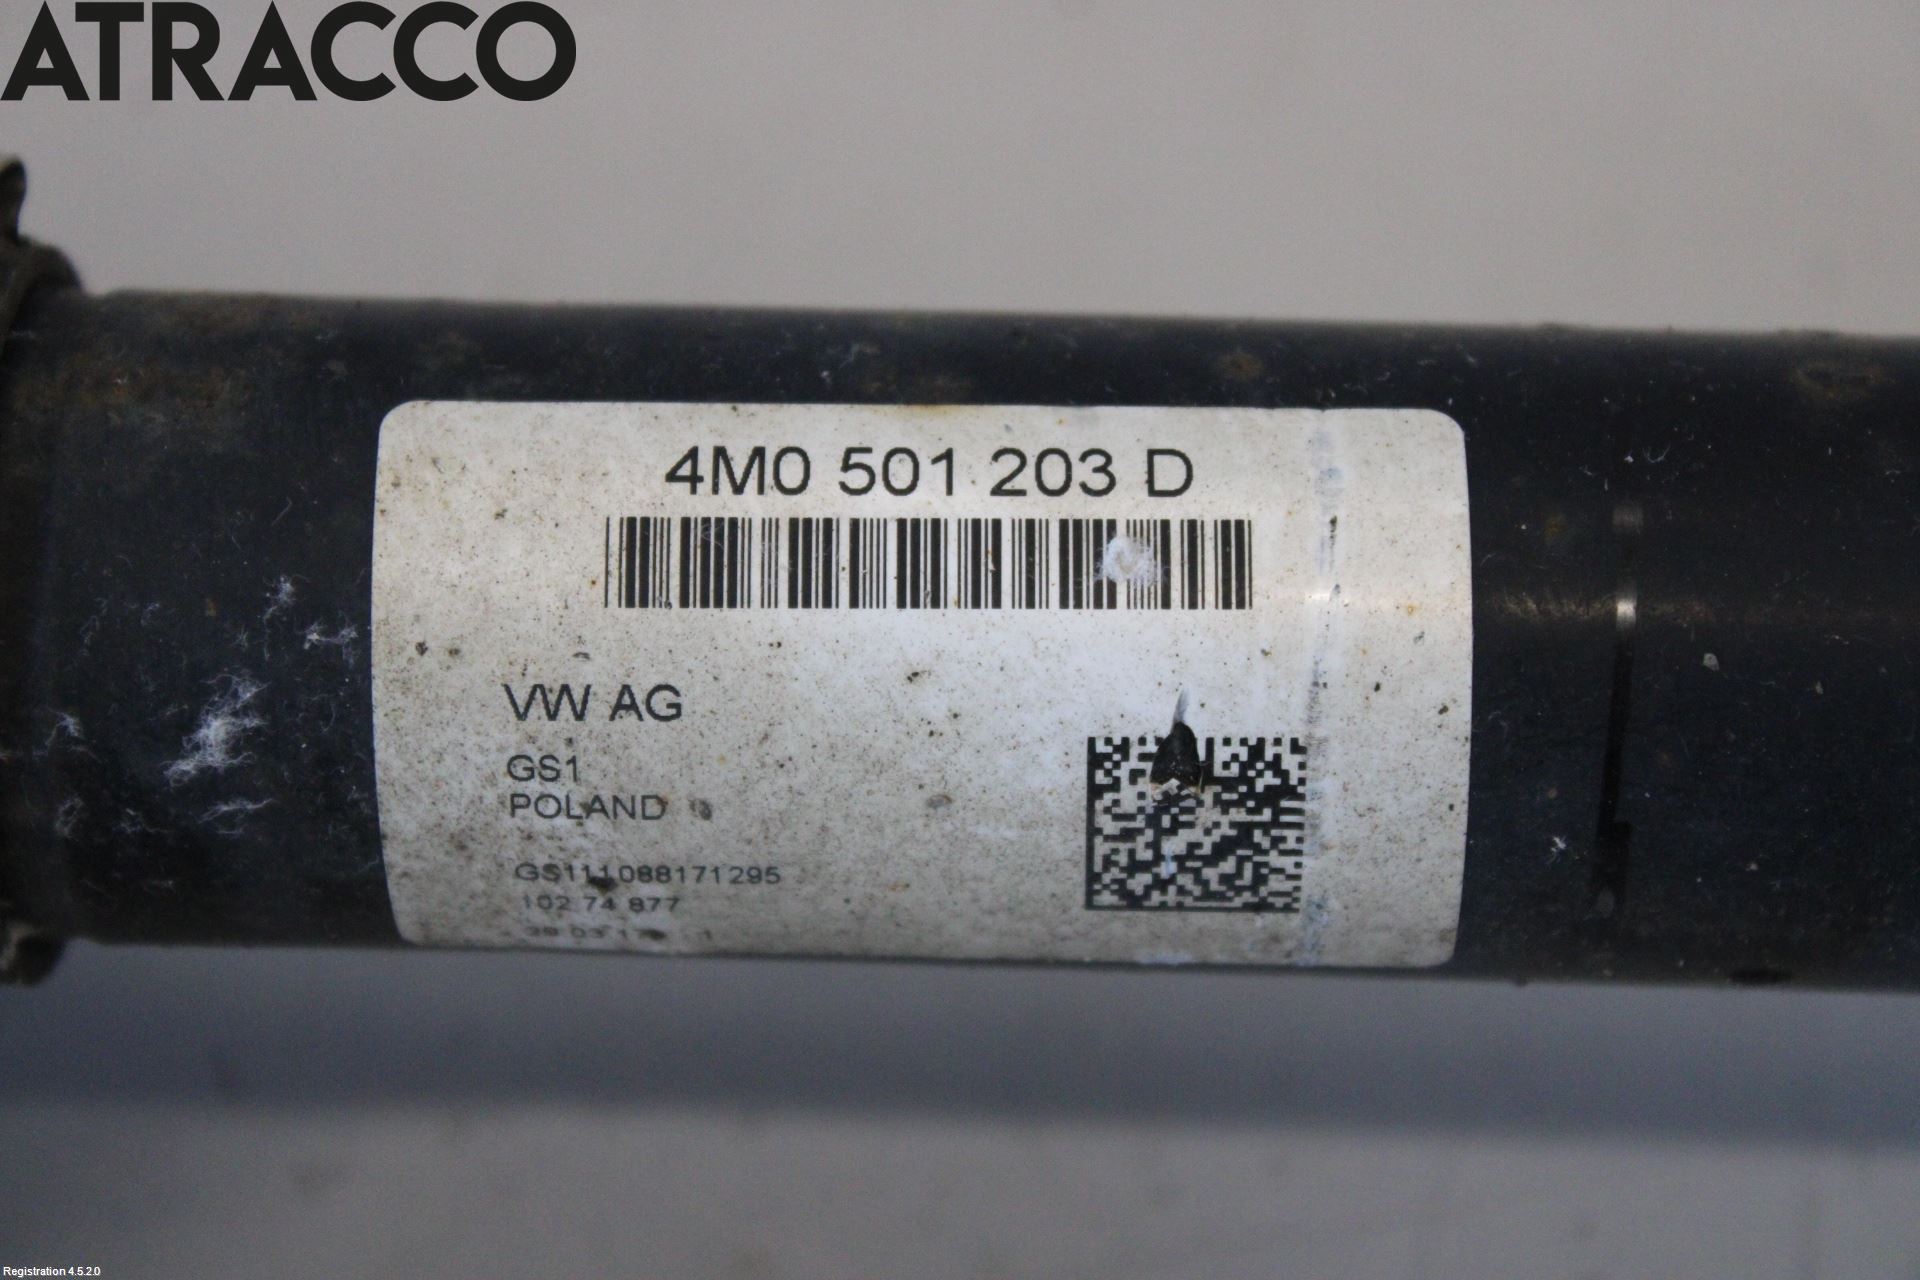 ATRACCO
4M0 501 203 D
VW AG
GS1
POLAND
GS111088171295
102 74 877
Registration 4.5.2.0